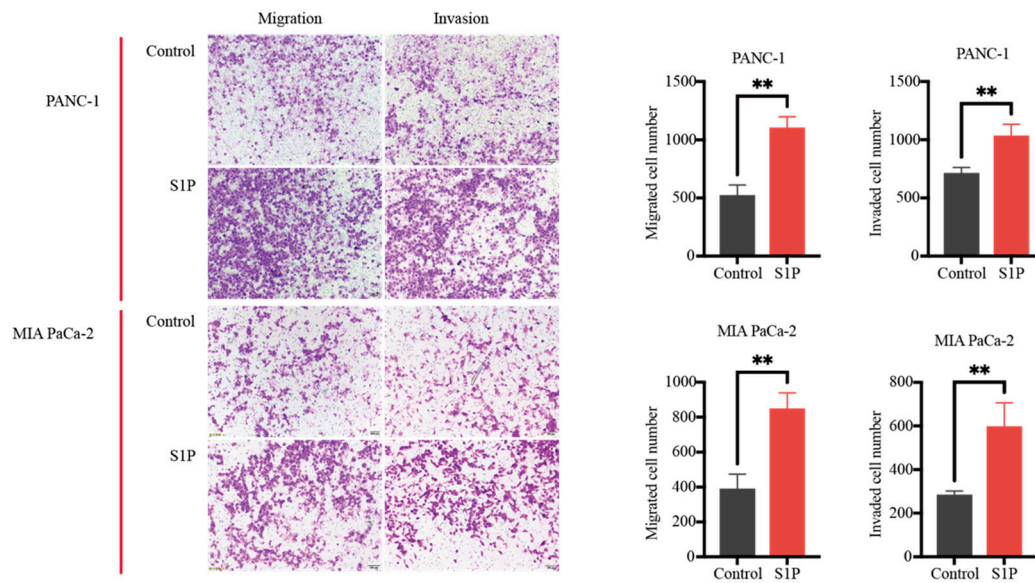 Migration
Invasion
PANC-1
Control
S1P
MIA PaCa-2
Control
S1P
PANC-1
1500
1000
500
0
Migrated cell number
**
Control
S1P
PANC-1
1500
1000
500
0
Invaded cell number
**
Control
S1P
MIA PaCa-2
1000
800
600
400
200
0
Migrated cell number
**
Control
S1P
MIA PaCa-2
800
600
400
200
0
Invaded cell number
**
Control
S1P